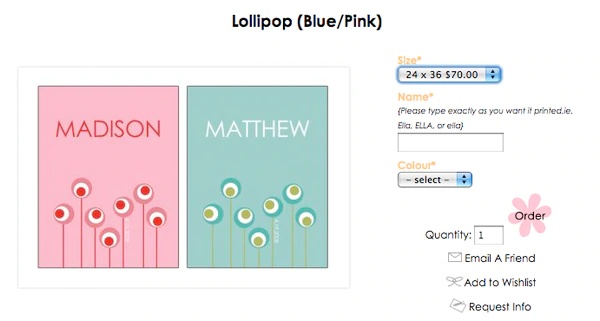 Lollipop (Blue/Pink)
MADISON
MATTHEW
Size*
24 x 36 $70.00
Name*
{Please type exactly as you want it printed.ie.
Ella, ELLA, or ella}
Colour*
– select –
Order
Quantity: 1
Email A Friend
Add to Wishlist
Request Info